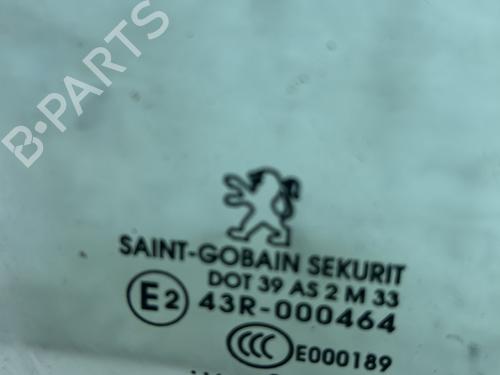 B-PARTS
SAINT-GOBAIN SEKURIT
DOT 39 AS 2 M 33
E2 43R-000464
CCC E000189